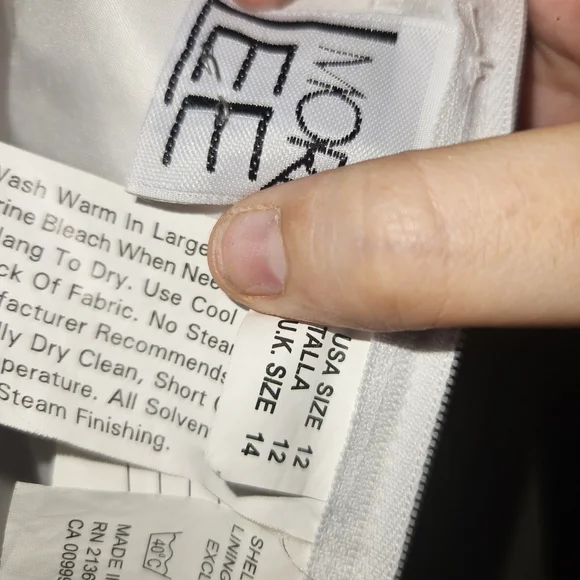 MOR
LEE
Wash Warm In Large
rine Bleach When Nee
Hang To Dry. Use Cool
ck Of Fabric. No Stea
facturer Recommends
lly Dry Clean, Short
perature. All Solven
Steam Finishing.
USA SIZE 12
TALLA 12
U.K. SIZE 14
SHEL
LINING
EXCL
40°C
MADE I
RN 2136
CA 0099